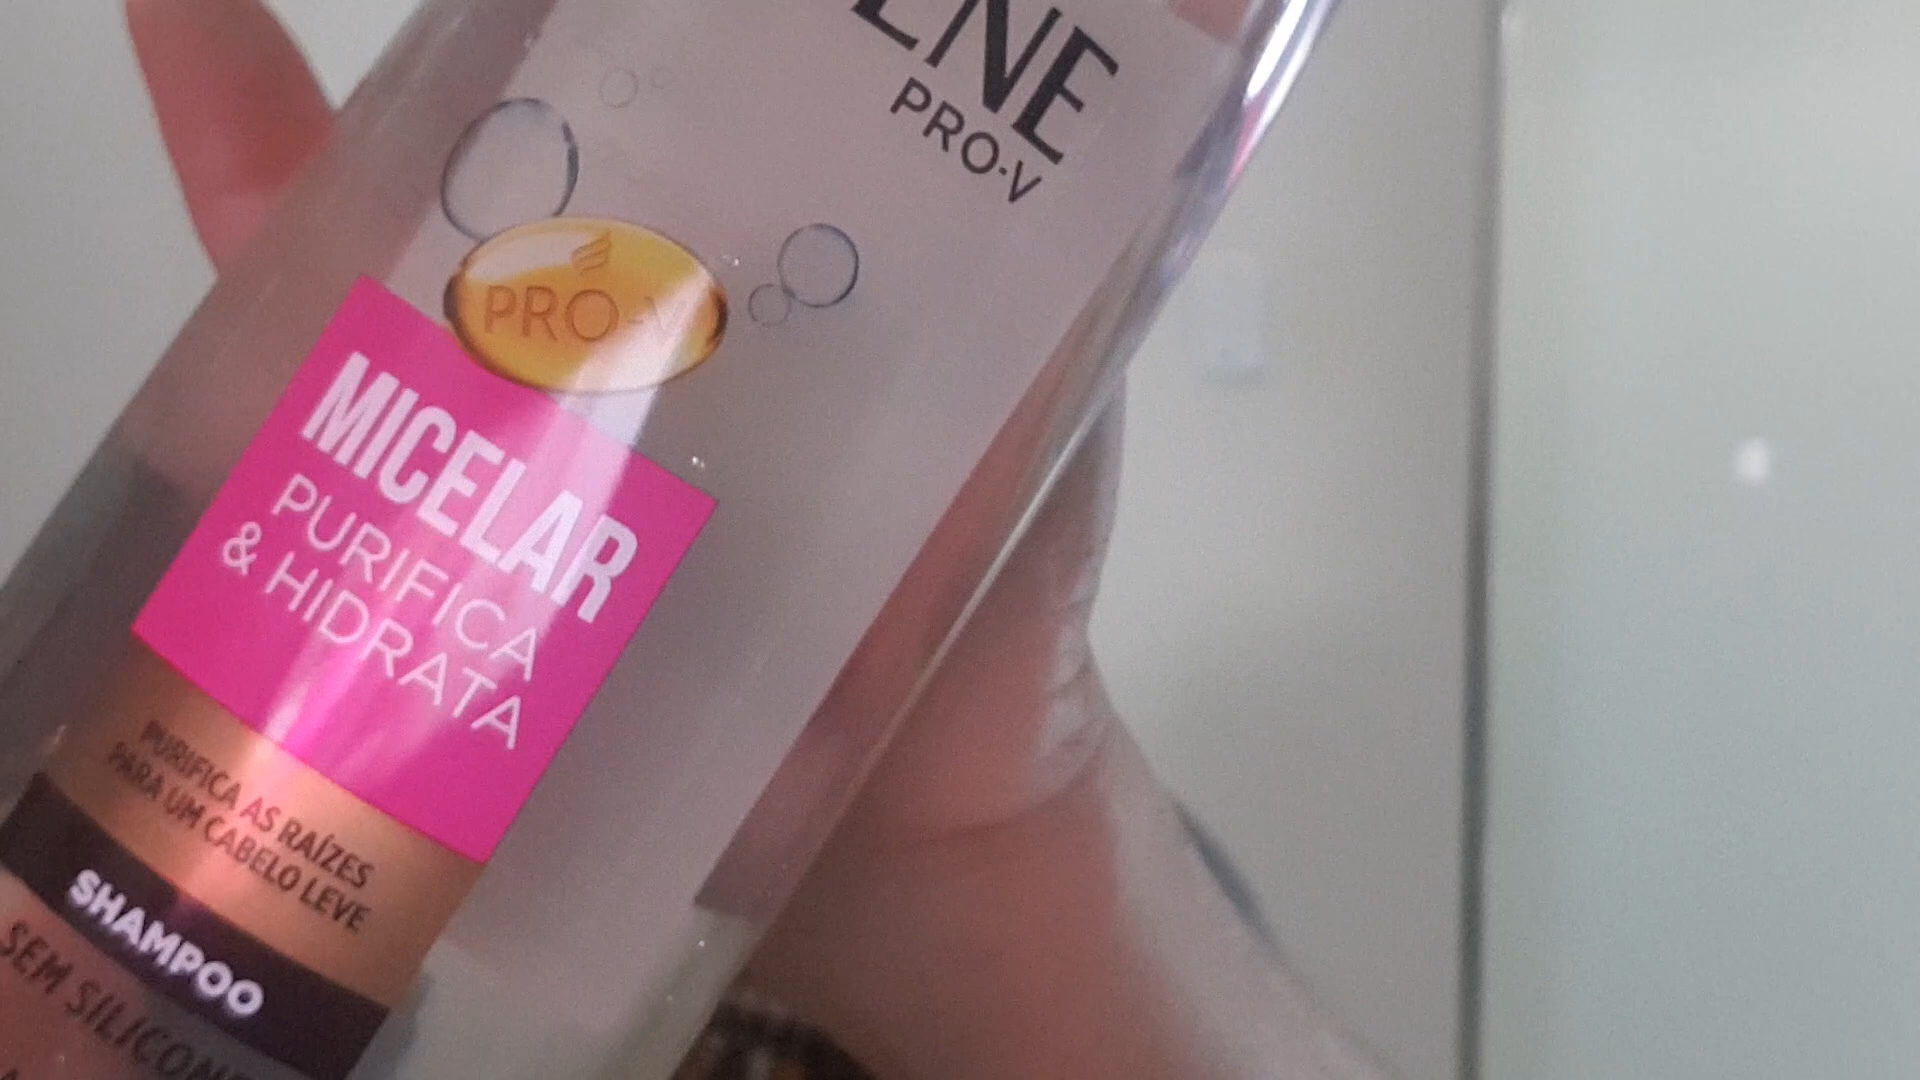 ENE
PRO-V
PRO-V
MICELAR
PURIFICA
& HIDRATA
PURIFICA AS RAÍZES
PARA UM CABELO LEVE
SHAMPOO
SEM SILICONE